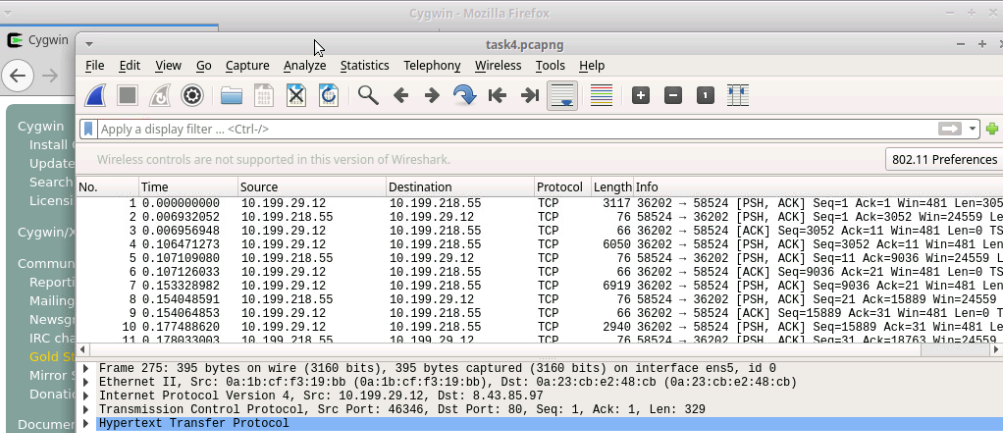 Cygwin - Mozilla Firefox
Cygwin
task4.pcapng
File Edit View Go Capture Analyze Statistics Telephony Wireless Tools Help
Apply a display filter ... <Ctrl-/>
Wireless controls are not supported in this version of Wireshark.
802.11 Preferences
Cygwin
Install
Update
Search
Licensi
Cygwin/X
Commun
Reporti
Mailing
Newsgr
IRC cha
Gold St
Mirror S
Donatio
Documen
No. Time Source Destination Protocol Length Info
1 0.000000000 10.199.29.12 10.199.218.55 TCP 3117 36202 → 58524 [PSH, ACK] Seq=1 Ack=1 Win=481 Len=305
2 0.006932052 10.199.218.55 10.199.29.12 TCP 76 58524 → 36202 [PSH, ACK] Seq=1 Ack=3052 Win=24559 L
3 0.006956948 10.199.29.12 10.199.218.55 TCP 66 36202 → 58524 [ACK] Seq=3052 Ack=11 Win=481 Len=0 TS
4 0.106471273 10.199.29.12 10.199.218.55 TCP 6050 36202 → 58524 [PSH, ACK] Seq=3052 Ack=11 Win=481 Len
5 0.107109080 10.199.218.55 10.199.29.12 TCP 76 58524 → 36202 [PSH, ACK] Seq=11 Ack=9036 Win=24559 L
6 0.107126033 10.199.29.12 10.199.218.55 TCP 66 36202 → 58524 [ACK] Seq=9036 Ack=21 Win=481 Len=0 TS
7 0.153328982 10.199.29.12 10.199.218.55 TCP 6919 36202 → 58524 [PSH, ACK] Seq=9036 Ack=21 Win=481 Len
8 0.154048591 10.199.218.55 10.199.29.12 TCP 76 58524 → 36202 [PSH, ACK] Seq=21 Ack=15889 Win=24559
9 0.154064853 10.199.29.12 10.199.218.55 TCP 66 36202 → 58524 [ACK] Seq=15889 Ack=31 Win=481 Len=0 T
10 0.177488620 10.199.29.12 10.199.218.55 TCP 2940 36202 → 58524 [PSH, ACK] Seq=15889 Ack=31 Win=481 Le
11 0.178033003 10.199.218.55 10.199.29.12 TCP 76 58524 → 36202 [PSH, ACK] Seq=31 Ack=18763 Win=24559
Frame 275: 395 bytes on wire (3160 bits), 395 bytes captured (3160 bits) on interface ens5, id 0
Ethernet II, Src: 0a:1b:cf:f3:19:bb (0a:1b:cf:f3:19:bb), Dst: 0a:23:cb:e2:48:cb (0a:23:cb:e2:48:cb)
Internet Protocol Version 4, Src: 10.199.29.12, Dst: 8.43.85.97
Transmission Control Protocol, Src Port: 46346, Dst Port: 80, Seq: 1, Ack: 1, Len: 329
Hypertext Transfer Protocol